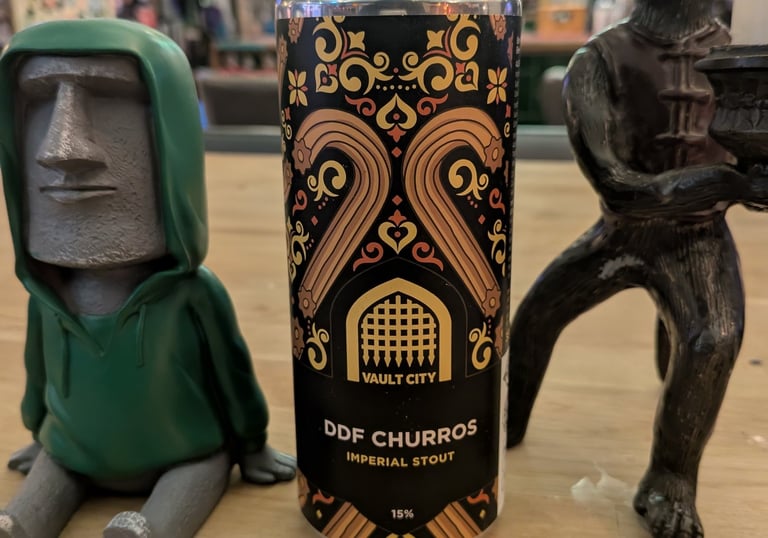 VAULT CITY
DDF CHURROS
IMPERIAL STOUT
15%